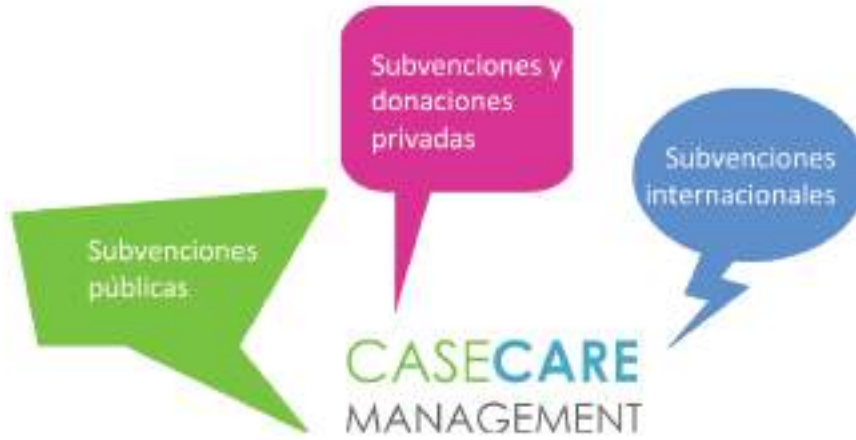 Subvenciones y
donaciones
privadas
Subvenciones
internacionales
Subvenciones
públicas
CASECARE
MANAGEMENT